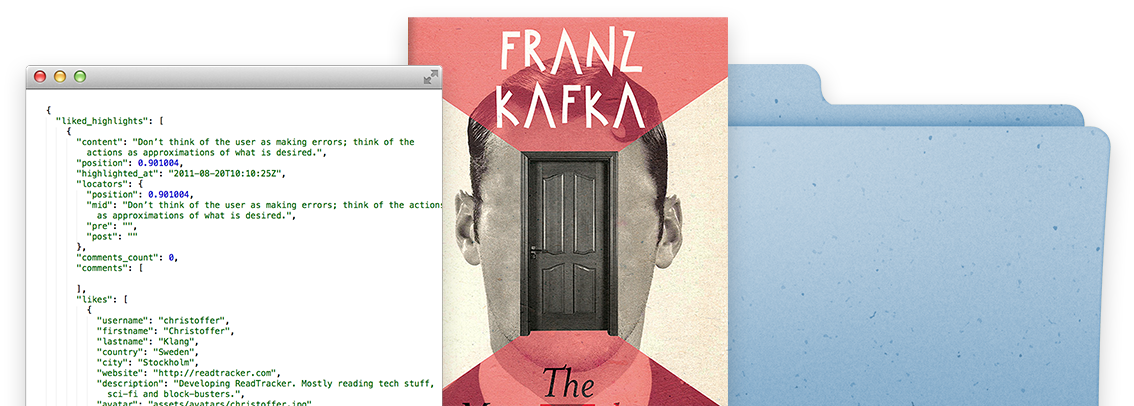 {
"liked_highlights": [
{
"content": "Don’t think of the user as making errors; think of the
actions as approximations of what is desired.",
"position": 0.901004,
"highlighted_at": "2011-08-20T10:10:25Z",
"locators": {
"position": 0.901004,
"mid": "Don’t think of the user as making errors; think of the actions
as approximations of what is desired.",
"pre": "",
"post": ""
},
"comments_count": 0,
"comments": [
],
"likes": [
{
"username": "christoffer",
"firstname": "Christoffer",
"lastname": "Klang",
"country": "Sweden",
"city": "Stockholm",
"website": "http://readtracker.com",
"description": "Developing ReadTracker. Mostly reading tech stuff,
sci-fi and block-busters.",
"avatar": "assets/avatars/christoffer.jpg"
FRANZ
KAFKA
The